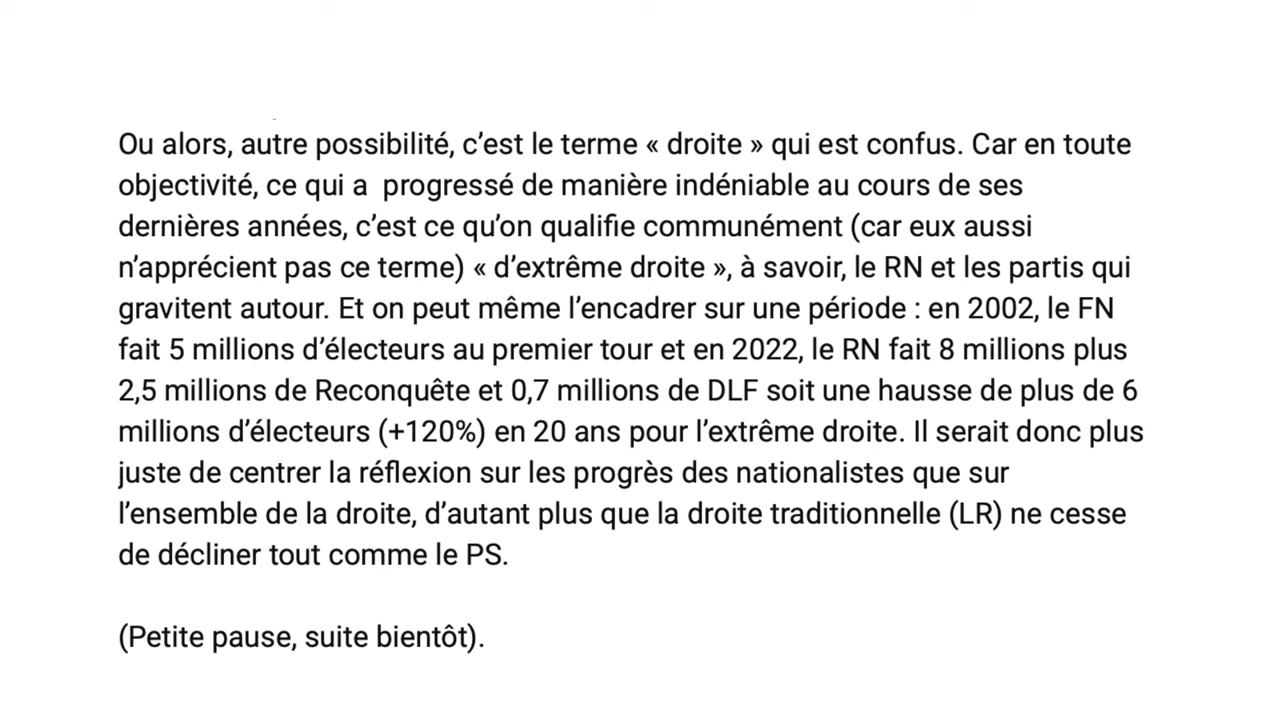 Ou alors, autre possibilité, c’est le terme « droite » qui est confus. Car en toute
objectivité, ce qui a  progressé de manière indéniable au cours de ses
dernières années, c’est ce qu’on qualifie communément (car eux aussi
n’apprécient pas ce terme) « d’extrême droite », à savoir, le RN et les partis qui
gravitent autour. Et on peut même l’encadrer sur une période : en 2002, le FN
fait 5 millions d’électeurs au premier tour et en 2022, le RN fait 8 millions plus
2,5 millions de Reconquête et 0,7 millions de DLF soit une hausse de plus de 6
millions d’électeurs (+120%) en 20 ans pour l’extrême droite. Il serait donc plus
juste de centrer la réflexion sur les progrès des nationalistes que sur
l’ensemble de la droite, d’autant plus que la droite traditionnelle (LR) ne cesse
de décliner tout comme le PS.
(Petite pause, suite bientôt).